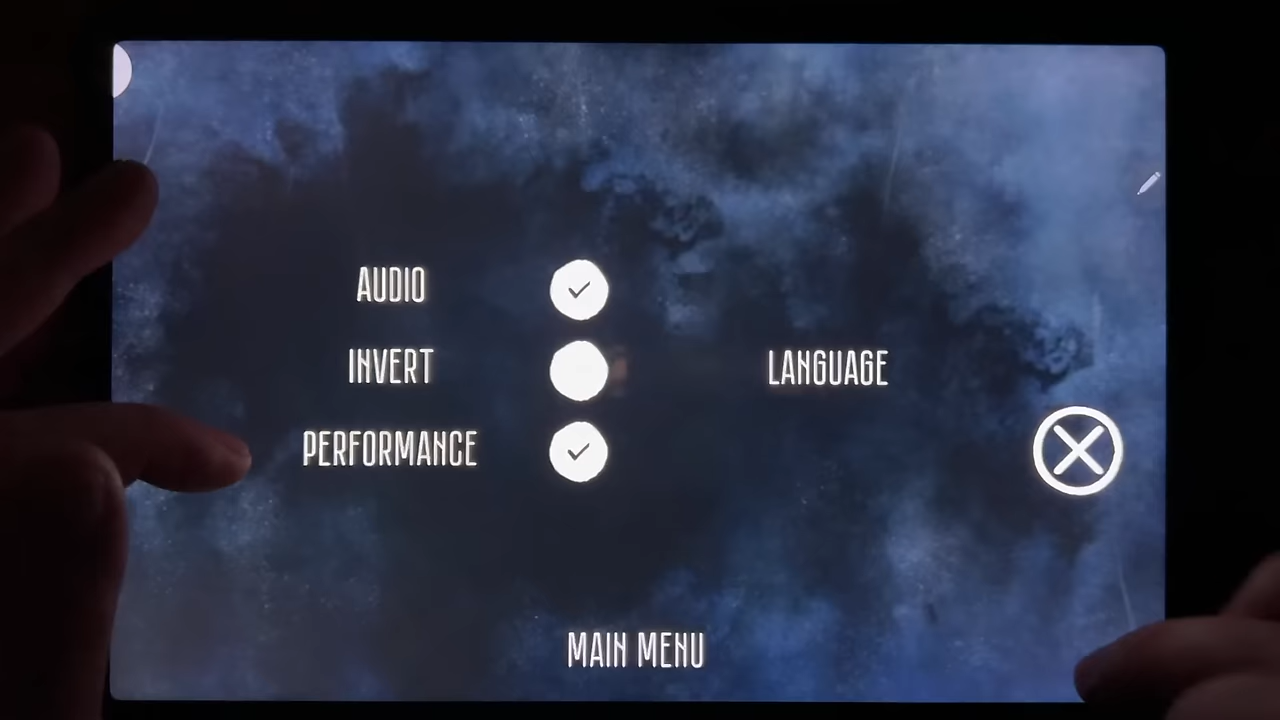 AUDIO
INVERT
LANGUAGE
PERFORMANCE
MAIN MENU